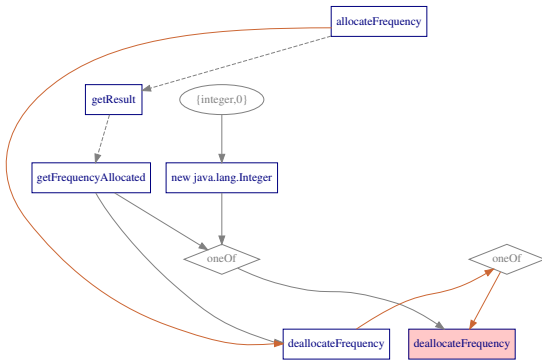 allocateFrequency
getResult
{integer,0}
getFrequencyAllocated
new java.lang.Integer
oneOf
oneOf
deallocateFrequency
deallocateFrequency